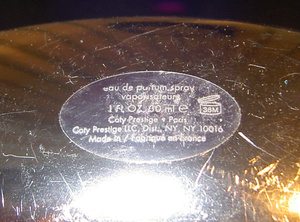 eau de parfum spray
vaporisateur
1 FL OZ 30 ml e
36M
Coty Prestige • Paris
Coty Prestige LLC, Dist., NY, NY 10016
Made in / Fabriqué en France